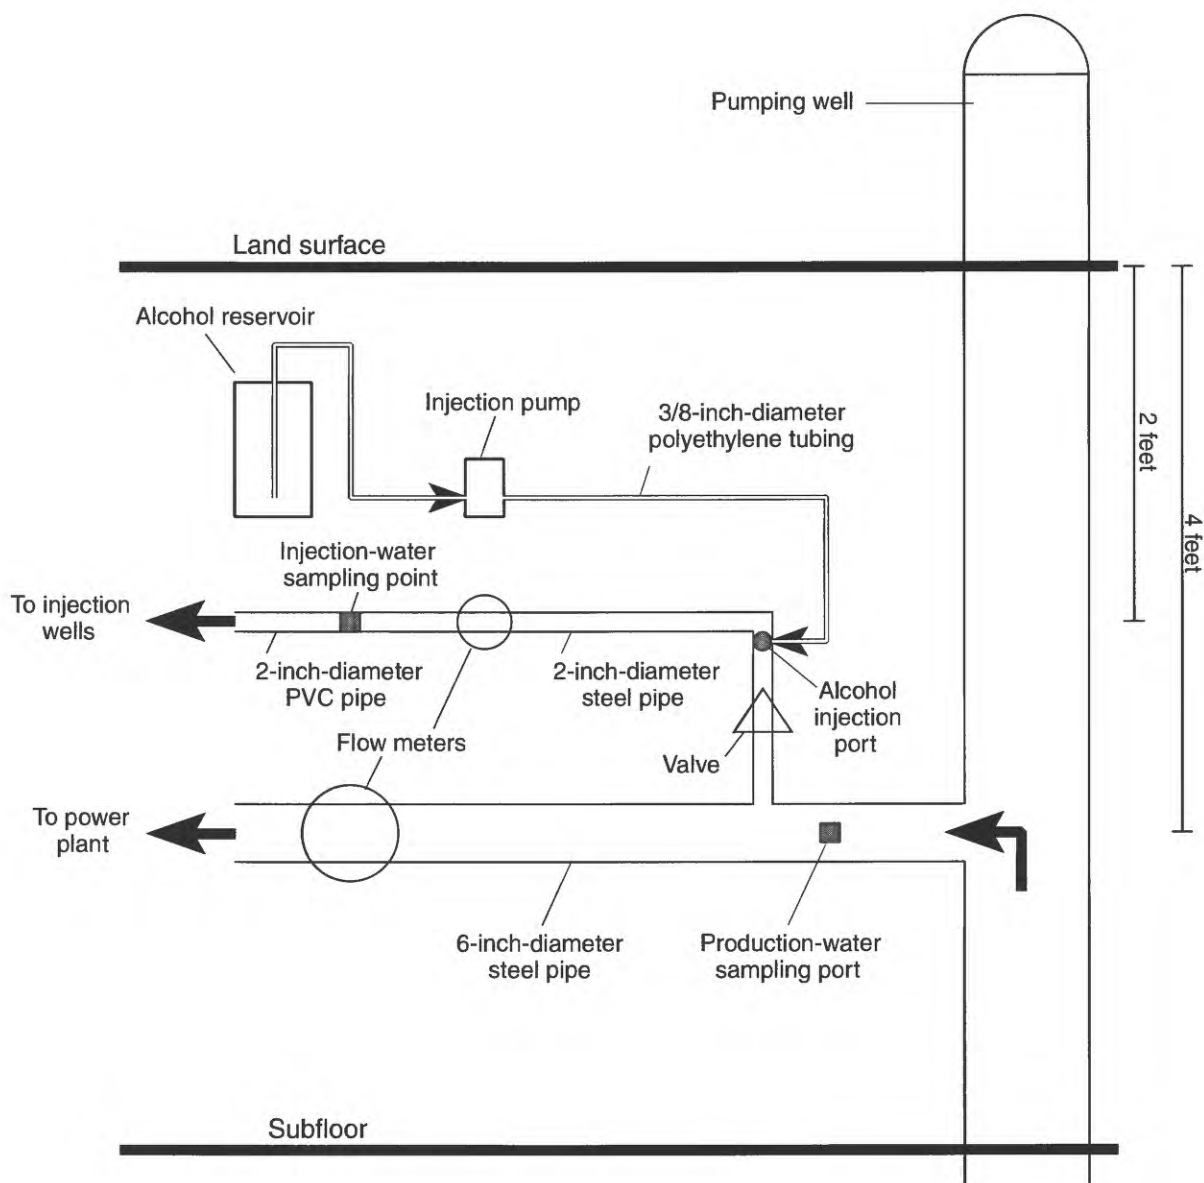 Pumping well
Land surface
Alcohol reservoir
Injection pump
3/8-inch-diameter
polyethylene tubing
2 feet
4 feet
Injection-water
sampling point
To injection
wells
2-inch-diameter
PVC pipe
2-inch-diameter
steel pipe
Alcohol
injection
port
Flow meters
Valve
To power
plant
6-inch-diameter
steel pipe
Production-water
sampling port
Subfloor